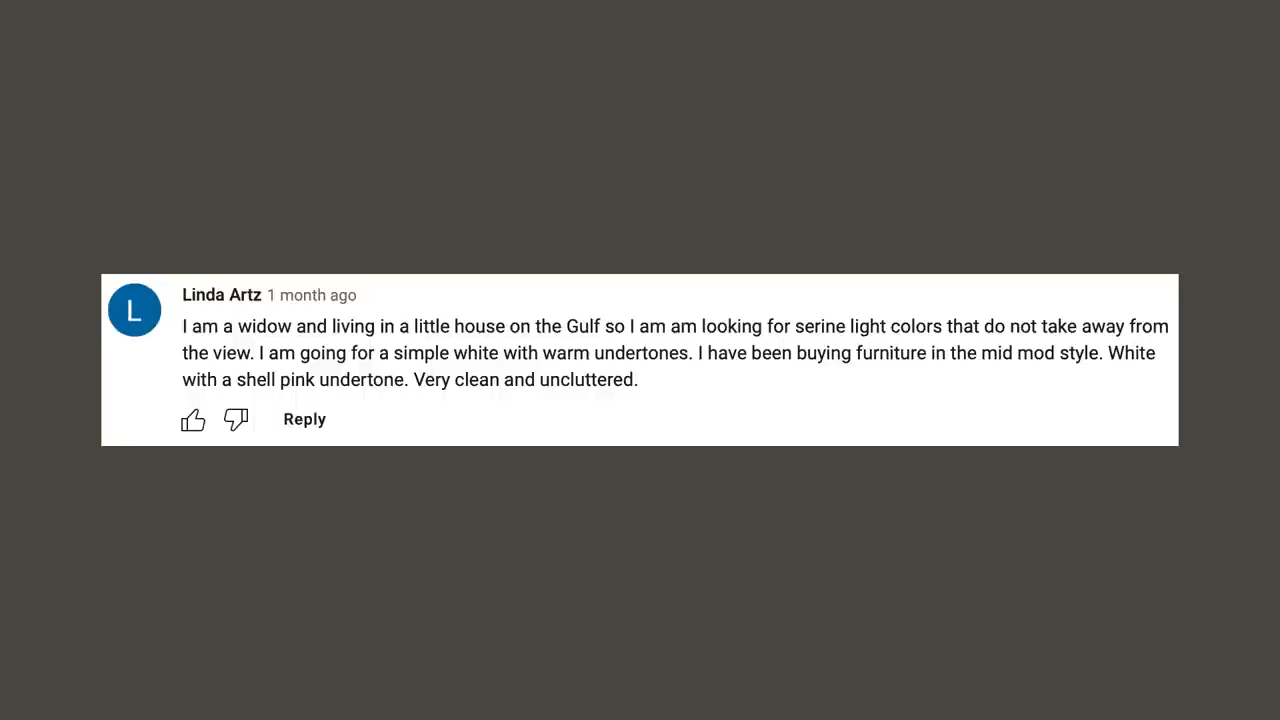 L
Linda Artz 1 month ago
I am a widow and living in a little house on the Gulf so I am am looking for serine light colors that do not take away from
the view. I am going for a simple white with warm undertones. I have been buying furniture in the mid mod style. White
with a shell pink undertone. Very clean and uncluttered.
Reply